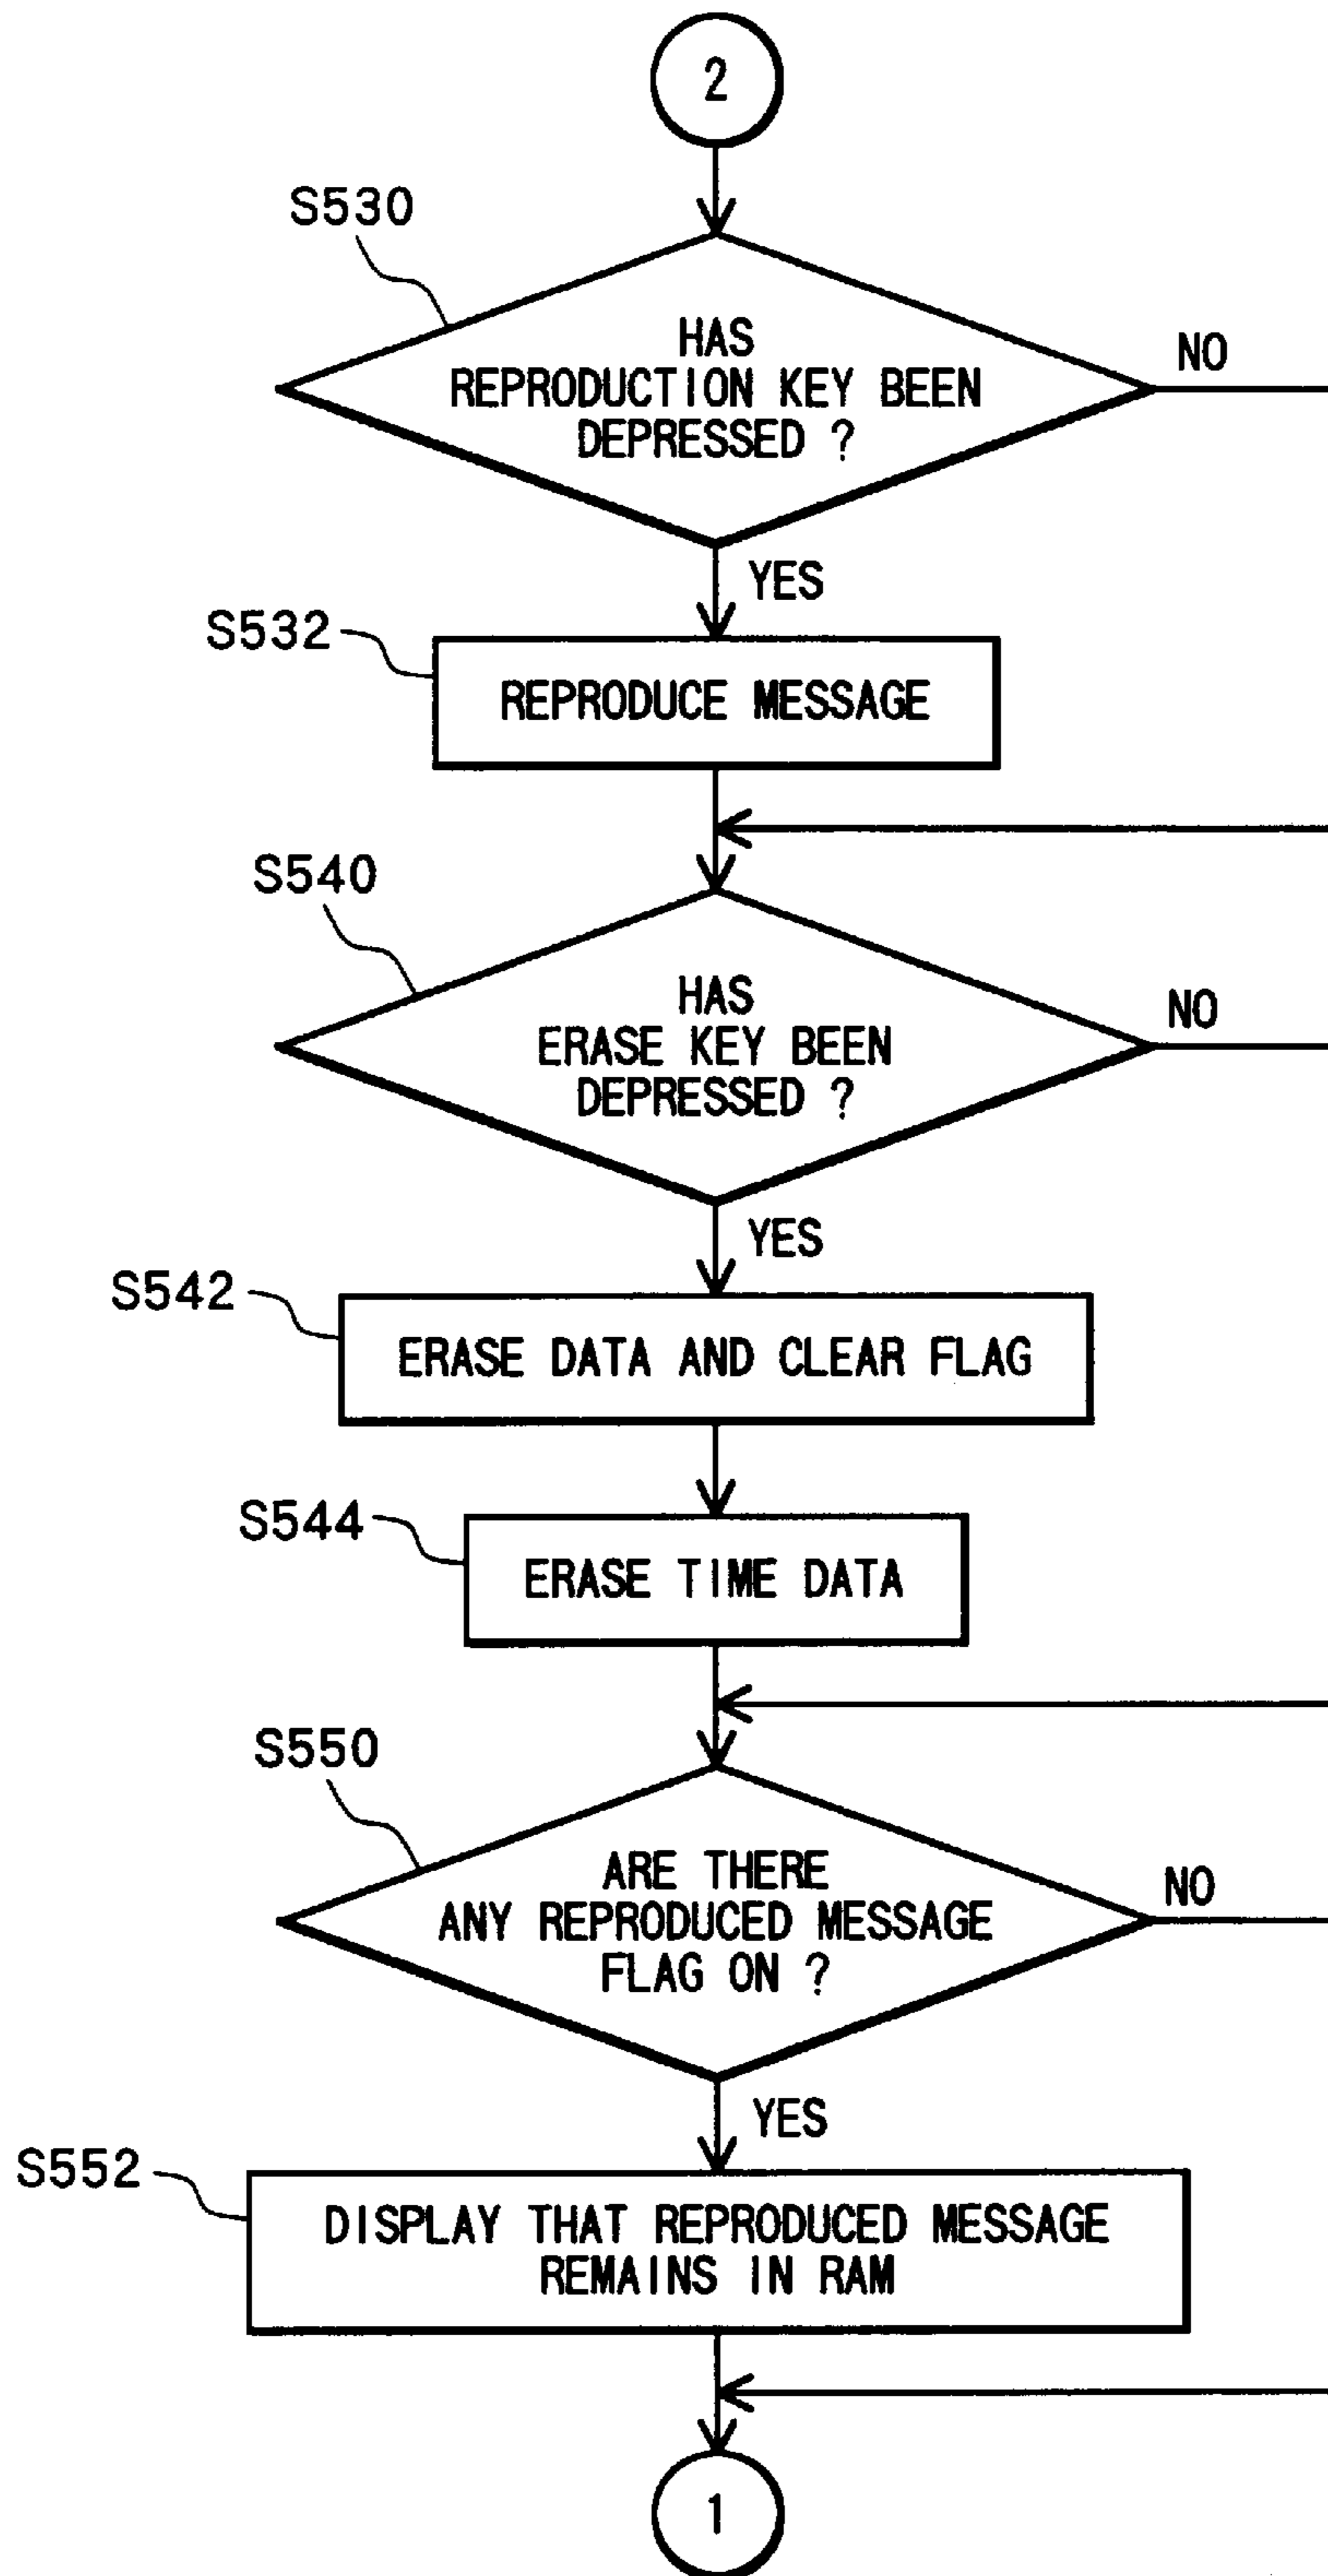 2
S530
HAS
REPRODUCTION KEY BEEN
DEPRESSED ?
NO
YES
S532
REPRODUCE MESSAGE
S540
HAS
ERASE KEY BEEN
DEPRESSED ?
NO
YES
S542
ERASE DATA AND CLEAR FLAG
S544
ERASE TIME DATA
S550
ARE THERE
ANY REPRODUCED MESSAGE
FLAG ON ?
NO
YES
S552
DISPLAY THAT REPRODUCED MESSAGE
REMAINS IN RAM
1